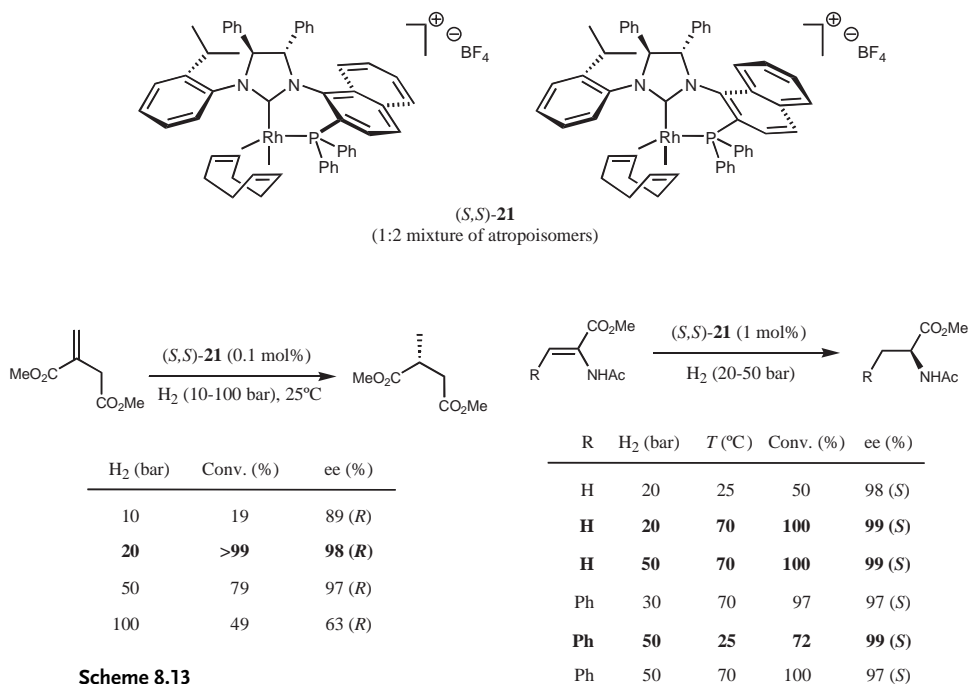 Ph Ph ⊕ ⊖ BF4
N N
Rh P Ph
Ph
Ph Ph ⊕ ⊖ BF4
N N
Rh P Ph
Ph
(S,S)-21
(1:2 mixture of atropoisomers)
MeO2C
CO2Me
(S,S)-21 (0.1 mol%)
H2 (10-100 bar), 25ºC
MeO2C
CO2Me
H2 (bar) Conv. (%) ee (%)
10 19 89 (R)
20 >99 98 (R)
50 79 97 (R)
100 49 63 (R)
Scheme 8.13
CO2Me
R NHAc
(S,S)-21 (1 mol%)
H2 (20-50 bar)
CO2Me
R NHAc
R H2 (bar) T (ºC) Conv. (%) ee (%)
H 20 25 50 98 (S)
H 20 70 100 99 (S)
H 50 70 100 99 (S)
Ph 30 70 97 97 (S)
Ph 50 25 72 99 (S)
Ph 50 70 100 97 (S)